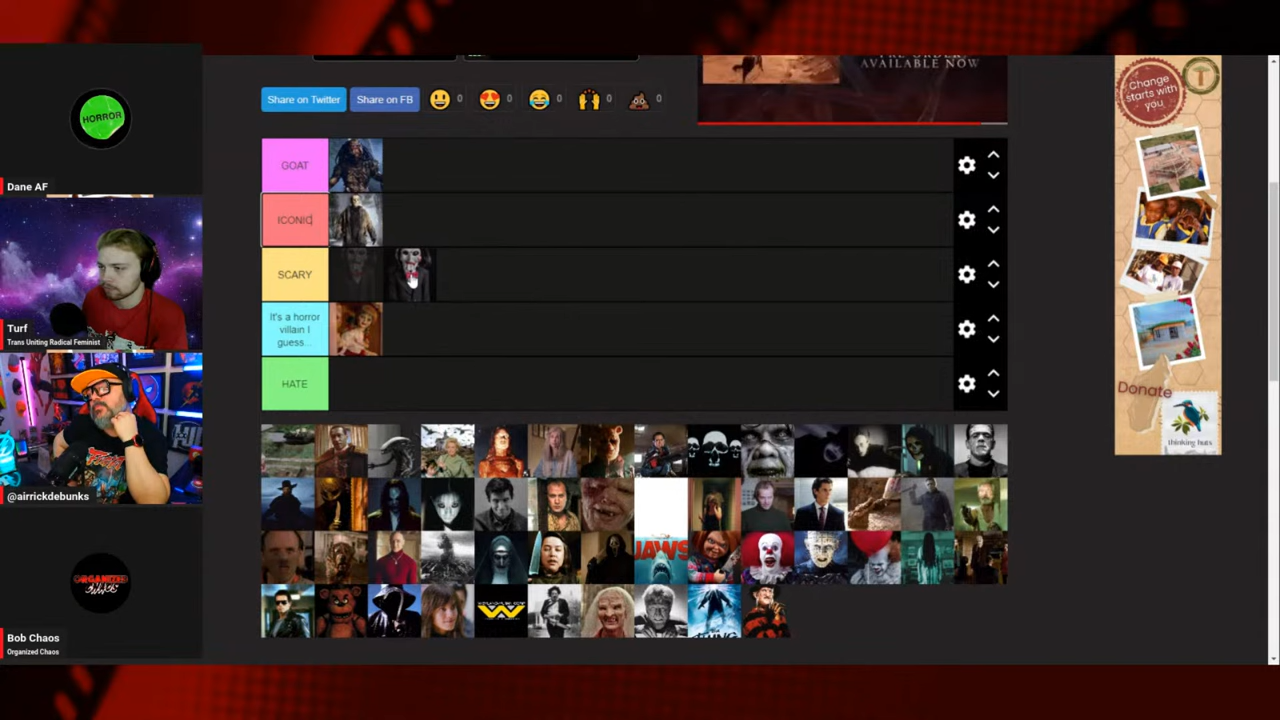 HORROR
Dane AF
Turf
Trans Uniting Radical Feminist
@airrickdebunks
ORGANIZED
Bob Chaos
Organized Chaos
Share on Twitter
Share on FB
0
0
0
0
0
AVAILABLE NOW
GOAT
ICONIC
SCARY
It's a horror
villain I
guess...
HATE
JAWS
THING
Change
starts with
you
Donate
thinking huts